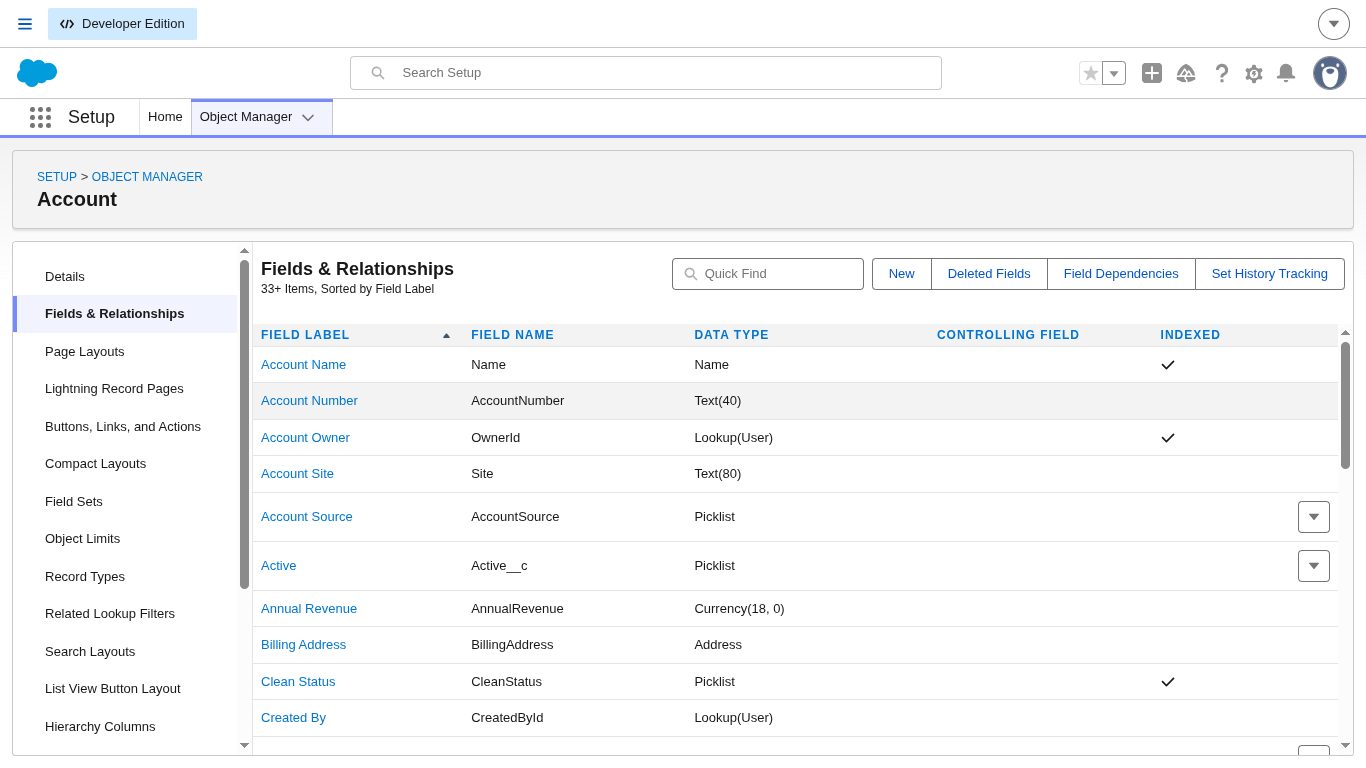 Developer Edition
Search Setup
Setup
Home
Object Manager
SETUP > OBJECT MANAGER
Account
Details
Fields & Relationships
Page Layouts
Lightning Record Pages
Buttons, Links, and Actions
Compact Layouts
Field Sets
Object Limits
Record Types
Related Lookup Filters
Search Layouts
List View Button Layout
Hierarchy Columns
Fields & Relationships
33+ Items, Sorted by Field Label
Quick Find
New
Deleted Fields
Field Dependencies
Set History Tracking
FIELD LABEL FIELD NAME DATA TYPE CONTROLLING FIELD INDEXED
Account Name Name Name
Account Number AccountNumber Text(40)
Account Owner OwnerId Lookup(User)
Account Site Site Text(80)
Account Source AccountSource Picklist
Active Active__c Picklist
Annual Revenue AnnualRevenue Currency(18, 0)
Billing Address BillingAddress Address
Clean Status CleanStatus Picklist
Created By CreatedById Lookup(User)